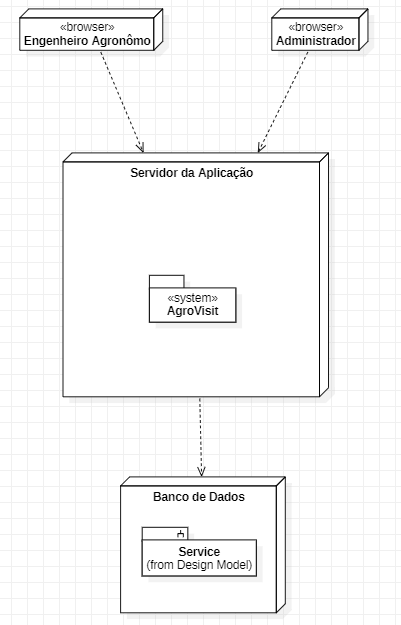 «browser»
Engenheiro Agronômo
«browser»
Administrador
Servidor da Aplicação
«system»
AgroVisit
Banco de Dados
Service
(from Design Model)